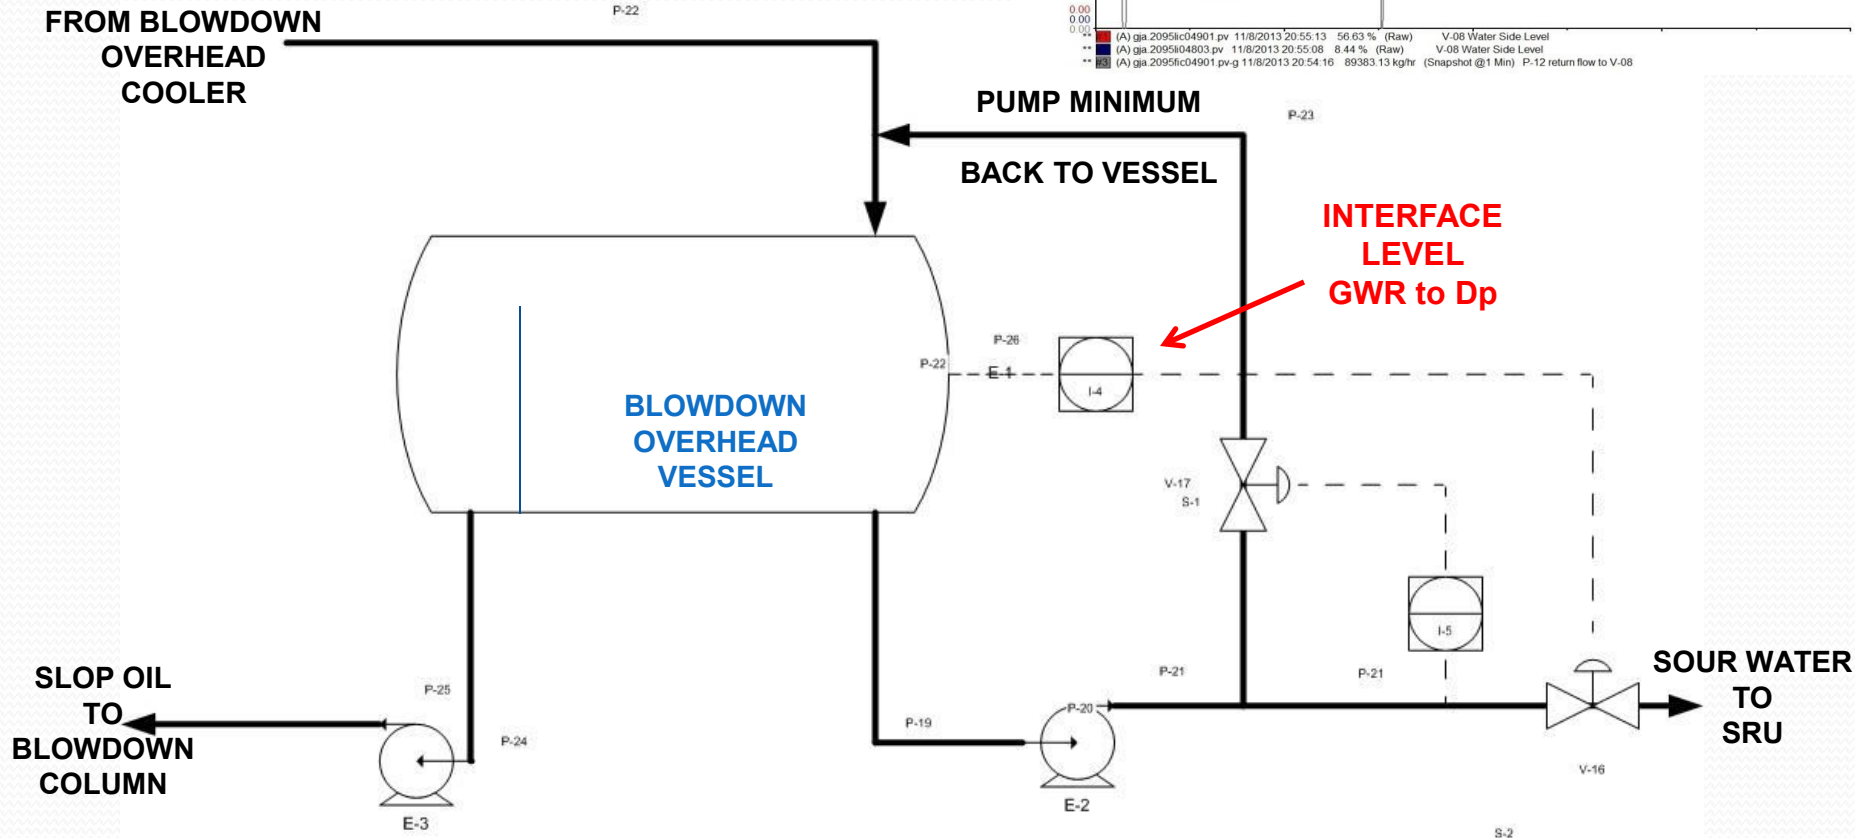 P-22
FROM BLOWDOWN
OVERHEAD
COOLER
0.00
0.00
0.00
** #1 (A) gja.2095lic04901.pv 11/8/2013 20:55:13 56.63 % (Raw) V-08 Water Side Level
** (A) gja.2095li04803.pv 11/8/2013 20:55:08 8.44 % (Raw) V-08 Water Side Level
** #3 (A) gja.2095fic04901.pv-g 11/8/2013 20:54:16 89383.13 kg/hr (Snapshot @1 Min) P-12 return flow to V-08
PUMP MINIMUM
P-23
BACK TO VESSEL
INTERFACE
LEVEL
GWR to Dp
P-26
P-22
E-1
I-4
BLOWDOWN
OVERHEAD
VESSEL
V-17
S-1
I-5
SLOP OIL
TO
BLOWDOWN
COLUMN
P-25
P-24
E-3
P-19
P-20
E-2
P-21
P-21
SOUR WATER
TO
SRU
V-16
S-2